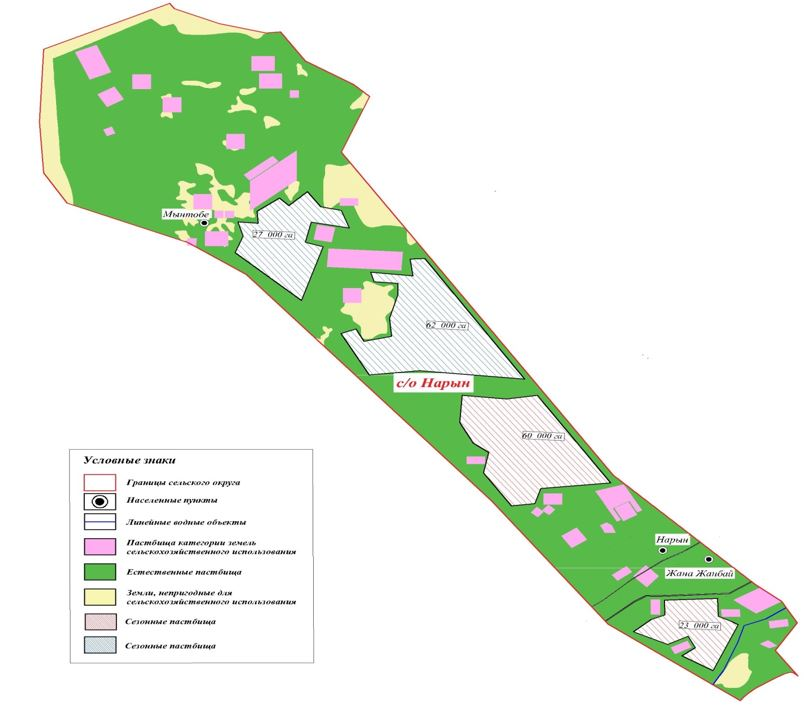 Мынтобе
27 000 га
62 000 га
с/о Нарын
60 000 га
Нарын
Жана Жанбай
23 000 га
Условные знаки
Границы сельского округа
Населенные пункты
Линейные водные объекты
Пастбища категории земель
сельскохозяйственного использования
Естественные пастбища
Земли, непригодные для
сельскохозяйственного использования
Сезонные пастбища
Сезонные пастбища